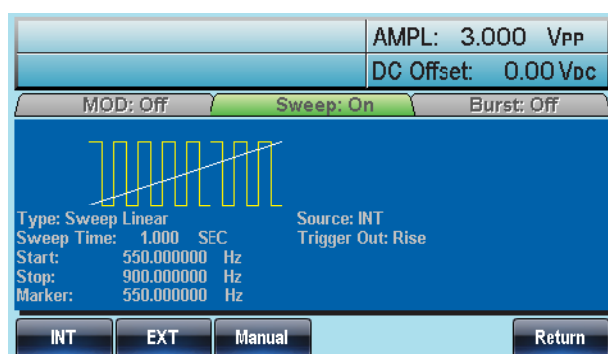 AMPL: 3.000 VPP
DC Offset: 0.00 VDC
MOD: Off Sweep: On Burst: Off
Type: Sweep Linear Source: INT
Sweep Time: 1.000 SEC Trigger Out: Rise
Start: 550.000000 Hz
Stop: 900.000000 Hz
Marker: 550.000000 Hz
INT EXT Manual Return